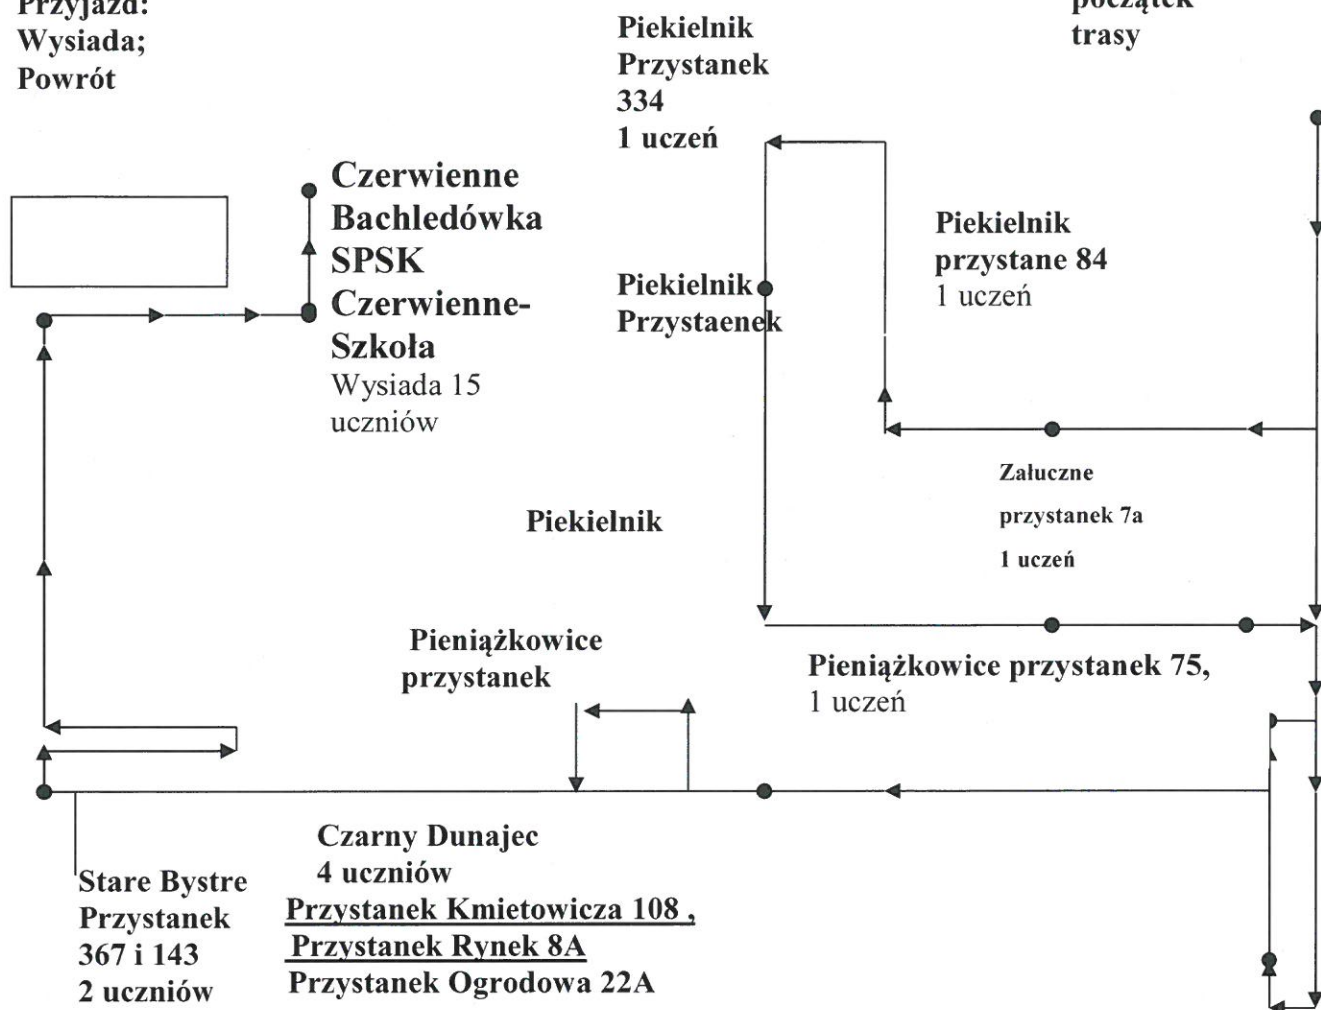 Przyjazd:
Wysiada;
Powrót
Piekielnik
Przystanek
334
1 uczeń
początek
trasy
Czerwienne
Bachledówka
SPSK
Czerwienne-
Szkoła
Wysiada 15
uczniów
Piekielnik
Przystaenek
Piekielnik
przystane 84
1 uczeń
Załuczne
przystanek 7a
1 uczeń
Piekielnik
Pieniążkowice
przystanek
Pieniążkowice przystanek 75,
1 uczeń
Stare Bystre
Przystanek
367 i 143
2 uczniów
Czarny Dunajec
4 uczniów
Przystanek Kmietowicza 108 ,
Przystanek Rynek 8A
Przystanek Ogrodowa 22A